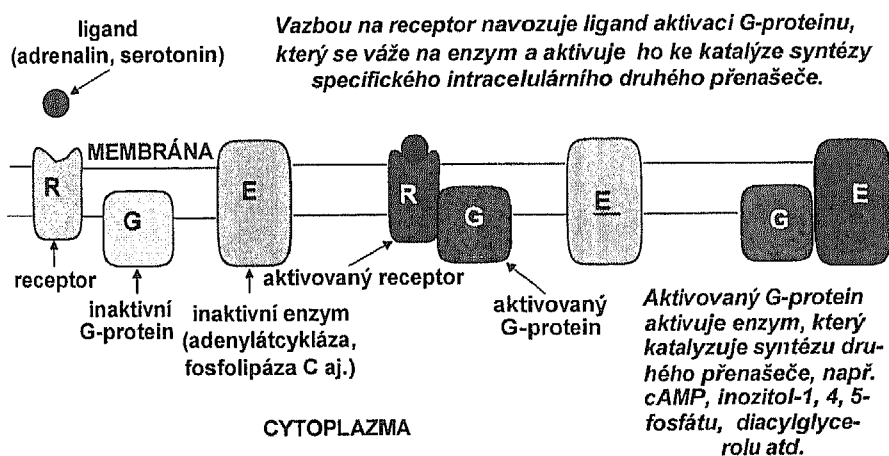 ligand
(adrenalin, serotonin)
Vazbou na receptor navozuje ligand aktivaci G-proteinu,
který se váže na enzym a aktivuje ho ke katalýze syntézy
specifického intracelulárního druhého přenašeče.
MEMBRÁNA
R
G
E
R
G
E
G
E
receptor
inaktivní
G-protein
inaktivní enzym
(adenylátcykláza,
fosfolipáza C aj.)
aktivovaný receptor
aktivovaný
G-protein
Aktivovaný G-protein
aktivuje enzym, který
katalyzuje syntézu dru-
hého přenašeče, např.
cAMP, inozitol-1, 4, 5-
fosfátu, diacylglyce-
rolu atd.
CYTOPLAZMA